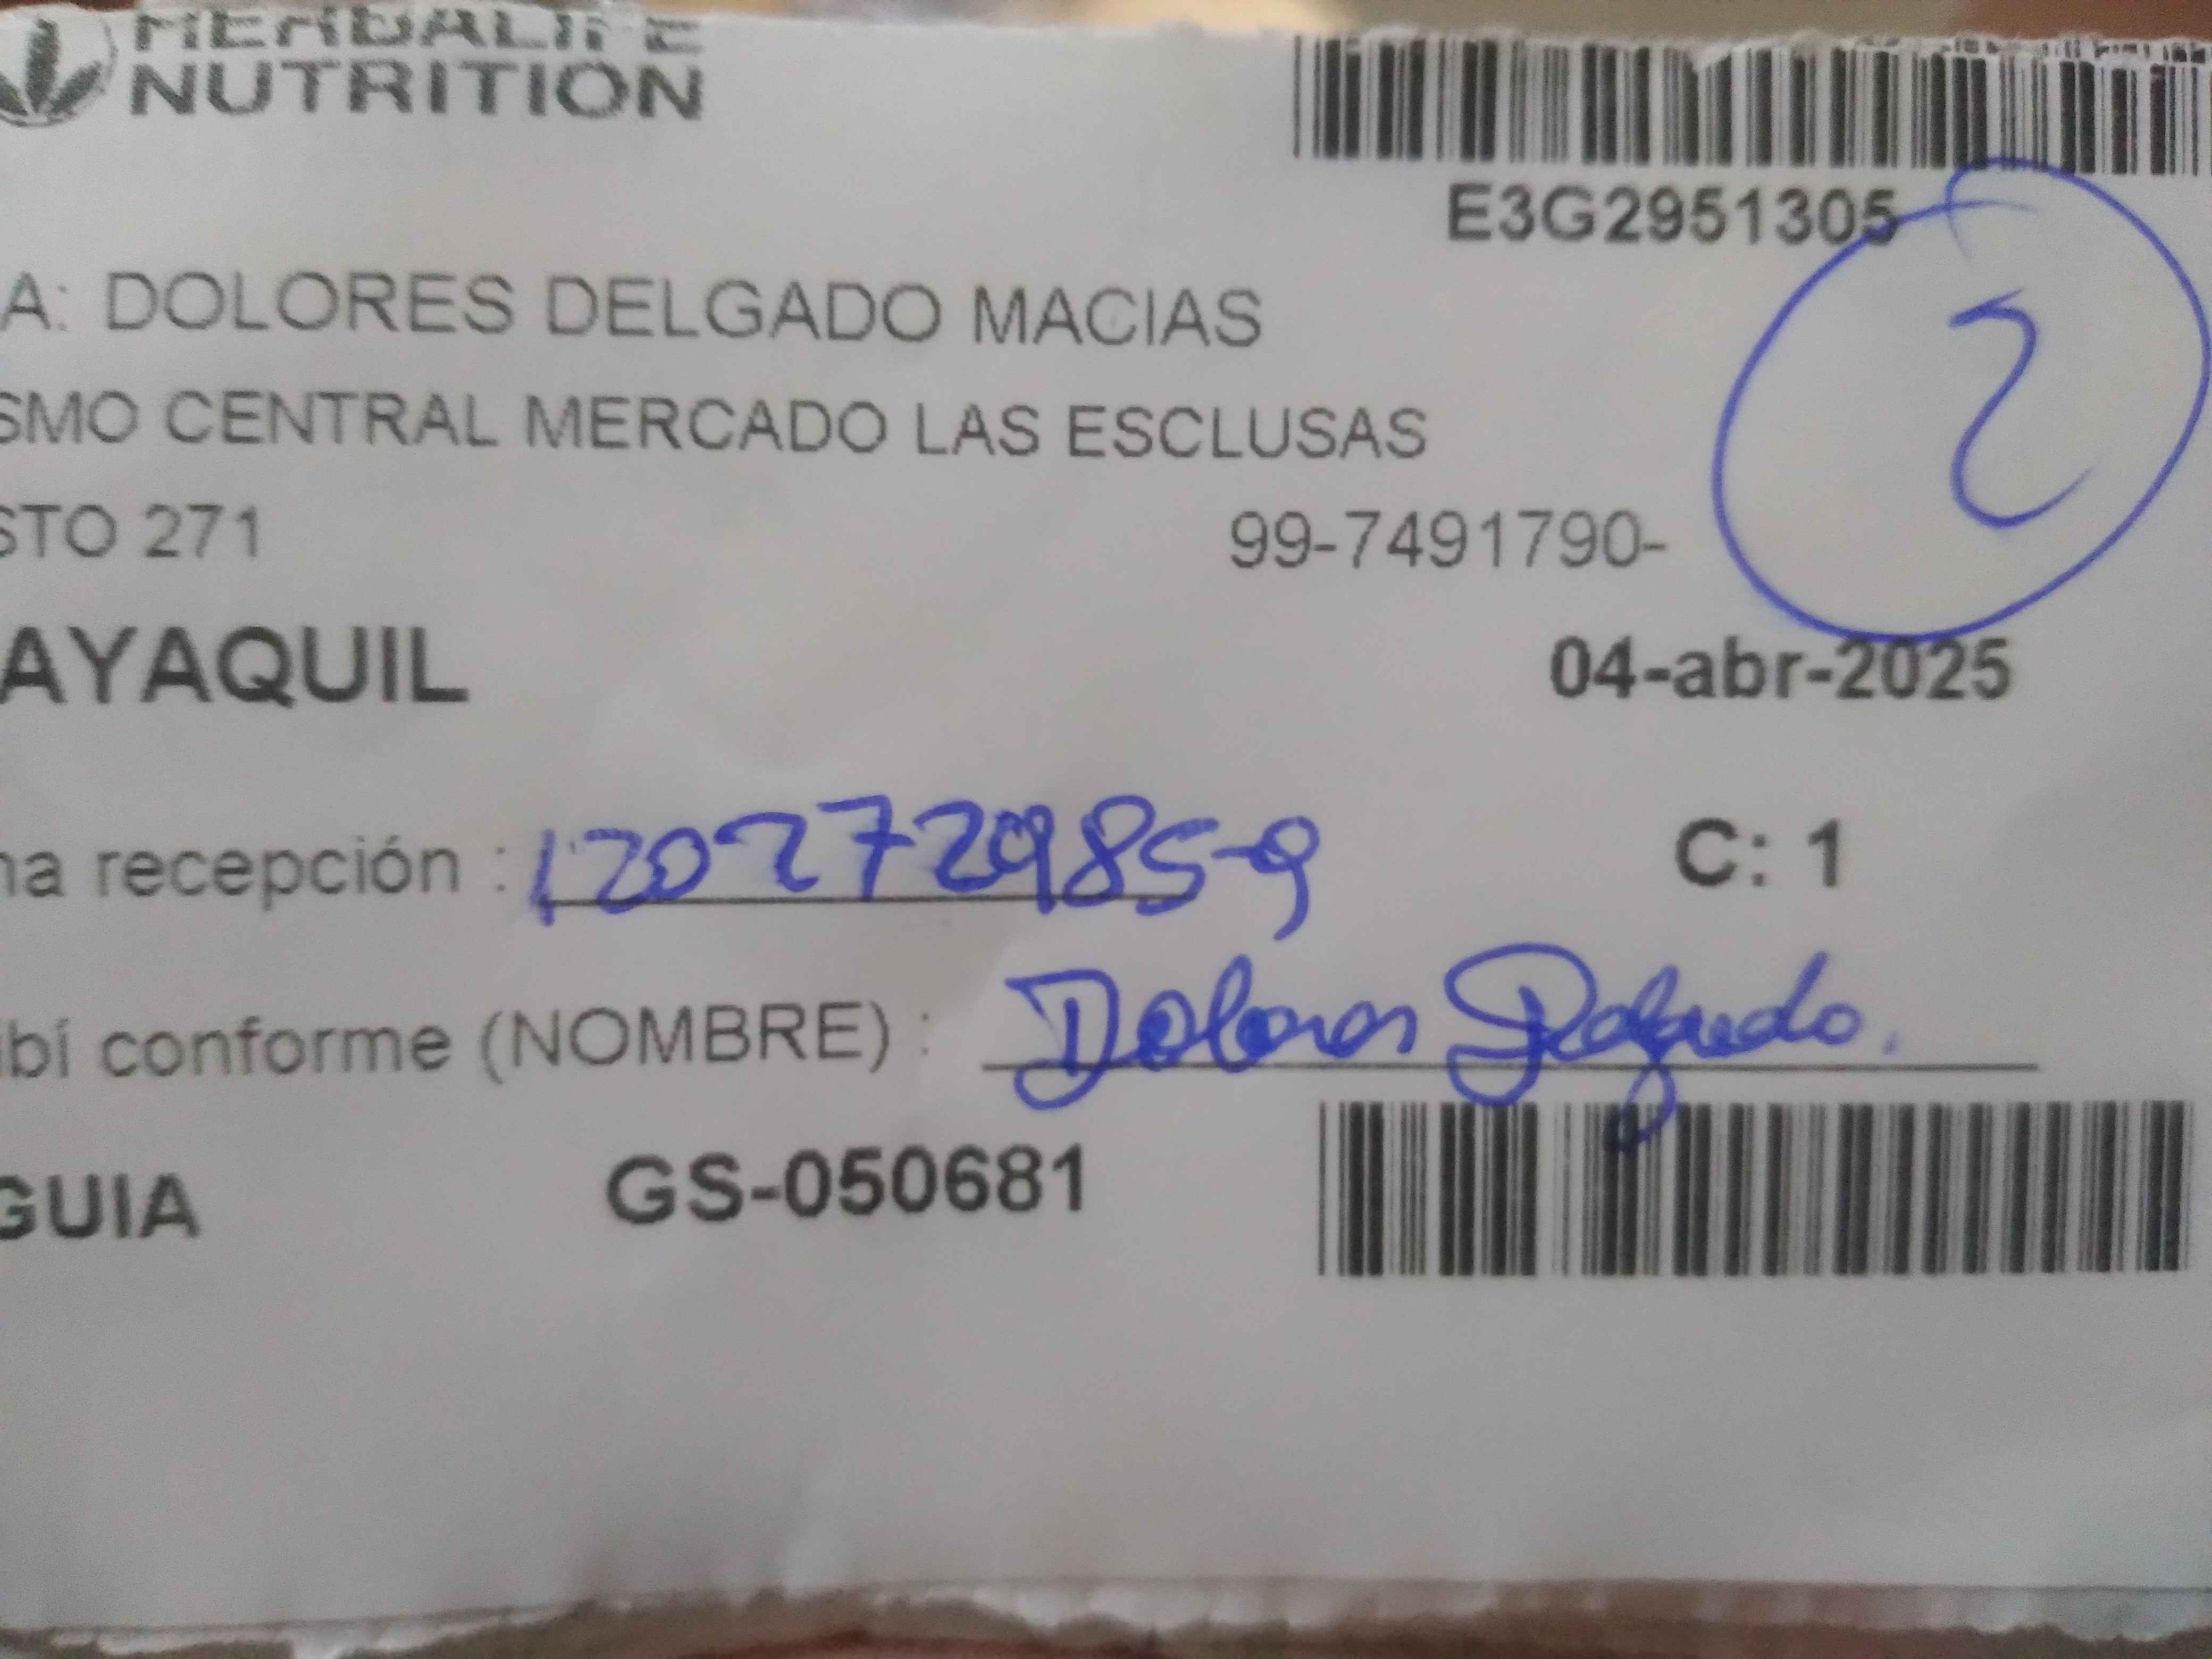 HERBALIFE
NUTRITION
E3G2951305
2
A: DOLORES DELGADO MACIAS
SMO CENTRAL MERCADO LAS ESCLUSAS
STO 271
99-7491790-
AYAQUIL
04-abr-2025
na recepción : 120272985-9
C: 1
ibí conforme (NOMBRE) : Dolores Delgado.
GUIA GS-050681